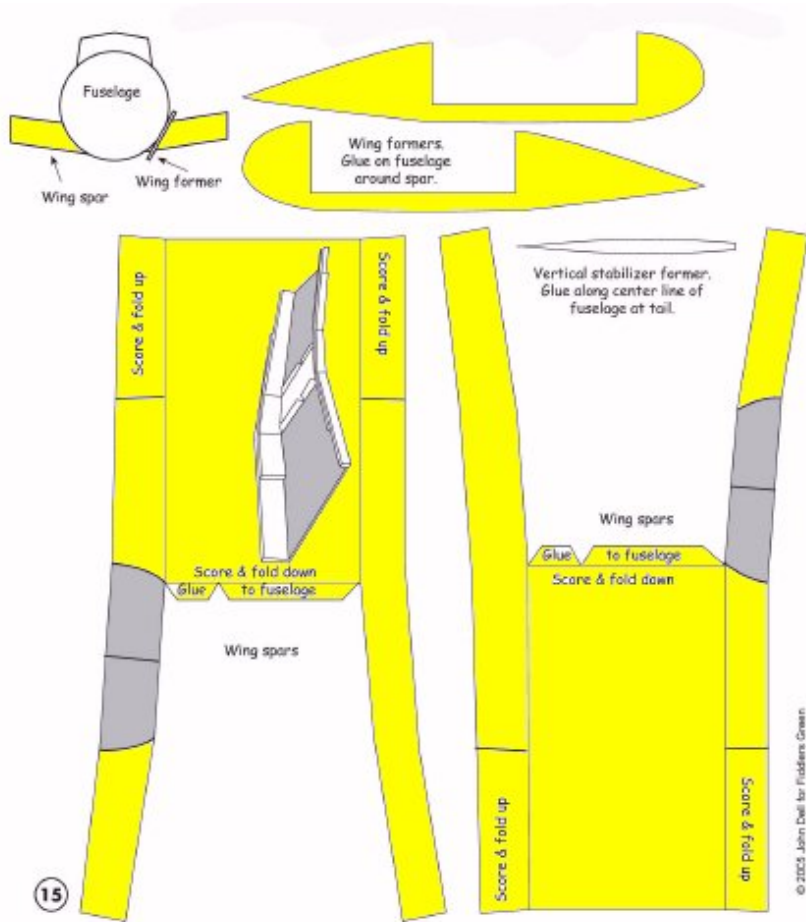 Fuselage
Wing spar
Wing former
Wing formers.
Glue on fuselage
around spar.
Score & fold up
Score & fold up
Score & fold down
Glue
to fuselage
Wing spars
Vertical stabilizer former.
Glue along center line of
fuselage at tail.
Wing spars
Glue
to fuselage
Score & fold down
Score & fold up
Score & fold up
15
© 2005 John Dell for Fiddlers Green